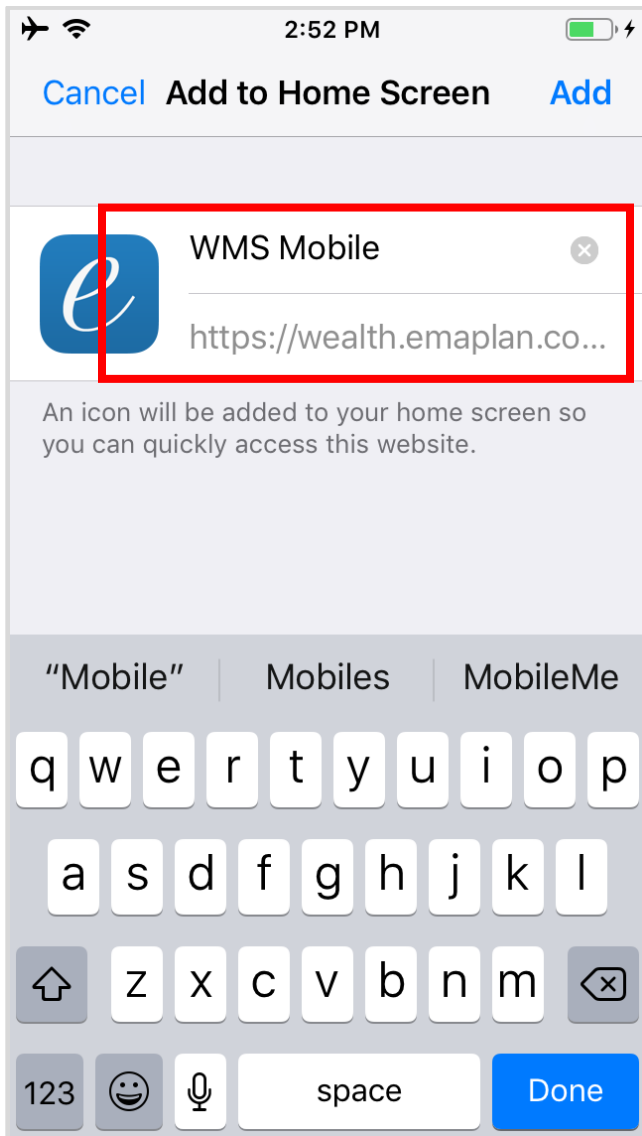 2:52 PM
Cancel Add to Home Screen Add
e
WMS Mobile
https://wealth.emaplan.co...
An icon will be added to your home screen so
you can quickly access this website.
“Mobile” Mobiles MobileMe
q w e r t y u i o p
a s d f g h j k l
z x c v b n m
123 space Done